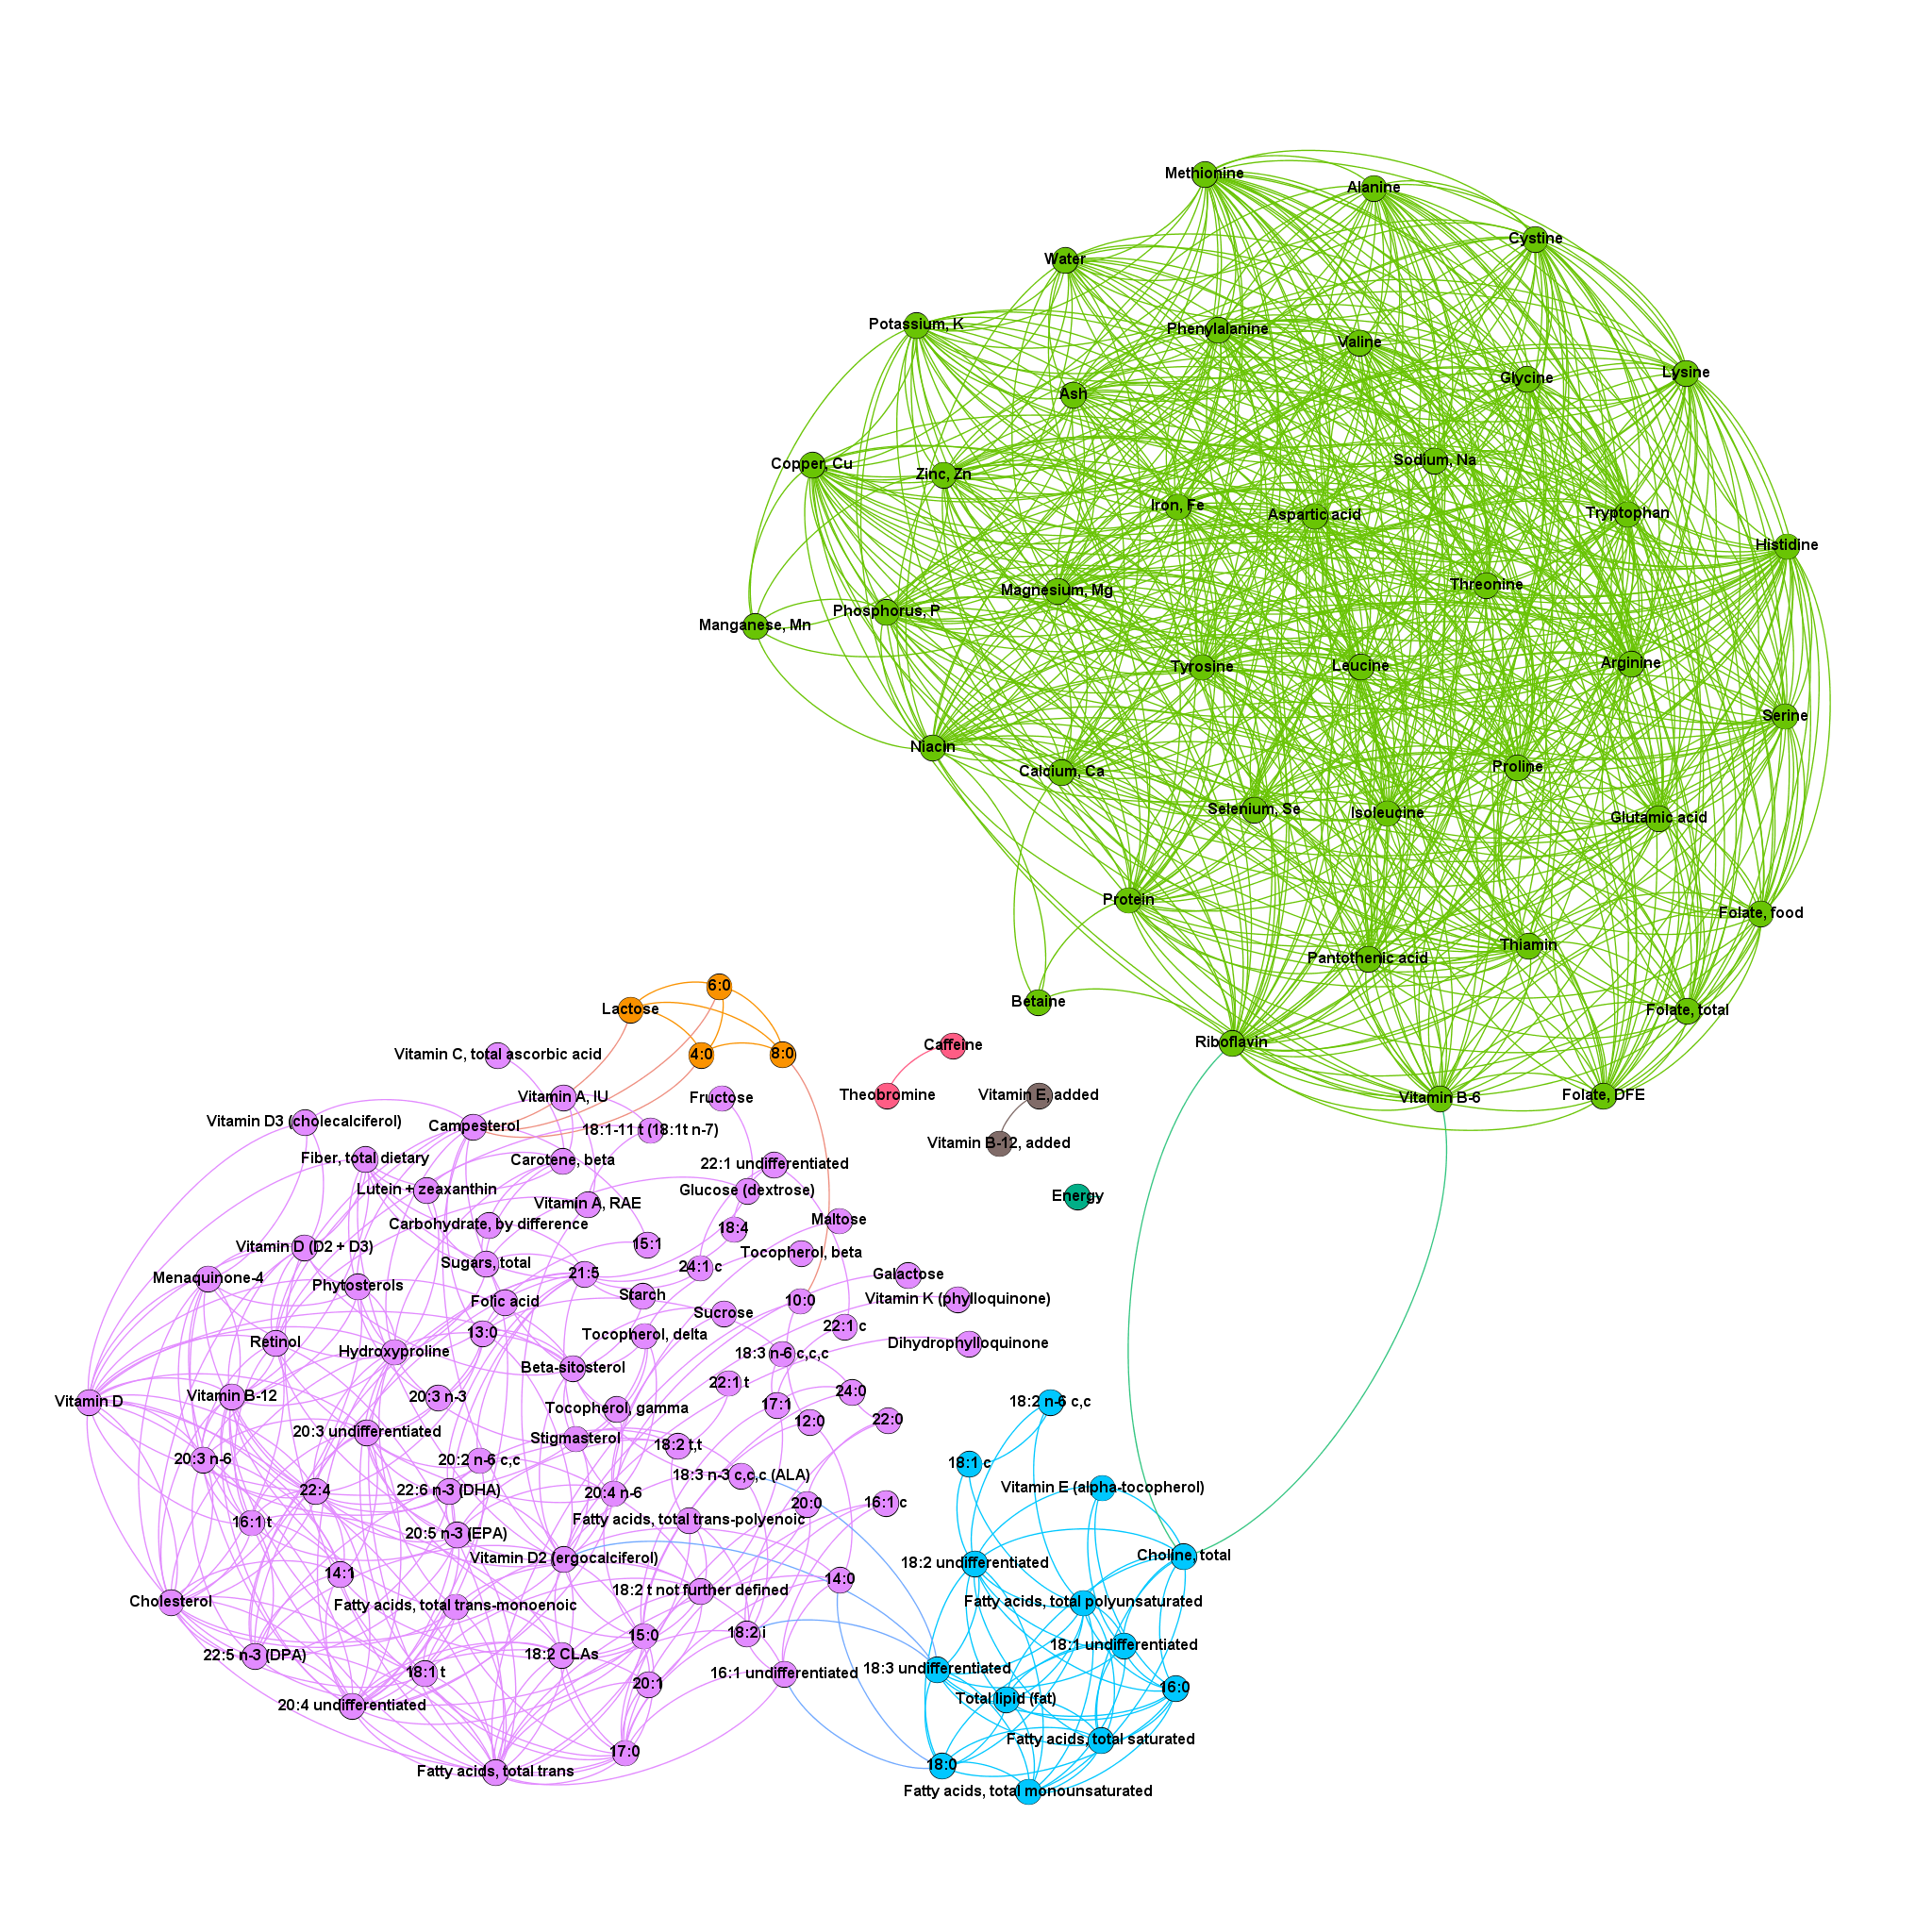 Methionine
Alanine
Cystine
Water
Potassium, K
Phenylalanine
Valine
Glycine
Lysine
Ash
Copper, Cu
Zinc, Zn
Sodium, Na
Iron, Fe
Aspartic acid
Tryptophan
Histidine
Magnesium, Mg
Threonine
Manganese, Mn
Phosphorus, P
Tyrosine
Leucine
Arginine
Serine
Niacin
Calcium, Ca
Proline
Selenium, Se
Isoleucine
Glutamic acid
Protein
Folate, food
Pantothenic acid
Thiamin
Betaine
Folate, total
Riboflavin
Vitamin B-6
Folate, DFE
6:0
Lactose
4:0
8:0
Caffeine
Theobromine
Vitamin E, added
Vitamin B-12, added
Energy
Vitamin C, total ascorbic acid
Vitamin A, IU
Fructose
Vitamin D3 (cholecalciferol)
Campesterol
18:1-11 t (18:1t n-7)
Fiber, total dietary
Carotene, beta
22:1 undifferentiated
Lutein + zeaxanthin
Vitamin A, RAE
Glucose (dextrose)
Carbohydrate, by difference
18:4
Maltose
Vitamin D (D2 + D3)
Sugars, total
15:1
Tocopherol, beta
Menaquinone-4
Phytosterols
21:5
24:1 c
Galactose
Folic acid
Starch
Sucrose
10:0
Vitamin K (phylloquinone)
Retinol
Hydroxyproline
13:0
Tocopherol, delta
22:1 c
18:3 n-6 c,c,c
Dihydrophylloquinone
Beta-sitosterol
Vitamin D
Vitamin B-12
20:3 n-3
22:1 t
17:1
24:0
Tocopherol, gamma
12:0
22:0
18:2 n-6 c,c
20:3 undifferentiated
Stigmasterol
18:2 t,t
20:3 n-6
20:2 n-6 c,c
18:3 n-3 c,c,c (ALA)
18:1 c
22:4
22:6 n-3 (DHA)
20:4 n-6
20:0
16:1 c
Vitamin E (alpha-tocopherol)
16:1 t
20:5 n-3 (EPA)
Fatty acids, total trans-polyenoic
Vitamin D2 (ergocalciferol)
18:2 undifferentiated
Choline, total
14:1
18:2 t not further defined
14:0
Cholesterol
Fatty acids, total trans-monoenoic
Fatty acids, total polyunsaturated
15:0
18:2 i
18:1 undifferentiated
22:5 n-3 (DPA)
18:2 CLAs
18:1 t
16:1 undifferentiated
18:3 undifferentiated
20:1
16:0
20:4 undifferentiated
Total lipid (fat)
Fatty acids, total saturated
17:0
18:0
Fatty acids, total trans
Fatty acids, total monounsaturated